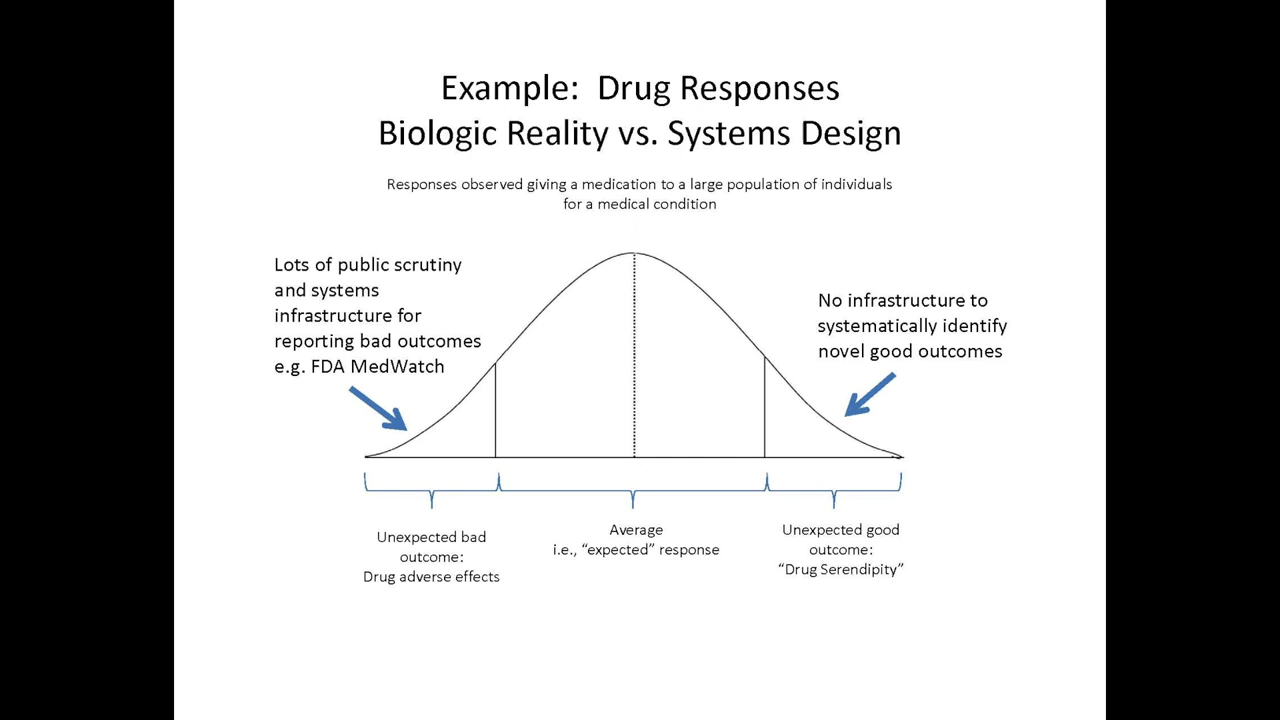 Example:  Drug Responses
Biologic Reality vs. Systems Design
Responses observed giving a medication to a large population of individuals
for a medical condition
Lots of public scrutiny
and systems
infrastructure for
reporting bad outcomes
e.g. FDA MedWatch
No infrastructure to
systematically identify
novel good outcomes
Unexpected bad
outcome:
Drug adverse effects
Average
i.e., “expected” response
Unexpected good
outcome:
“Drug Serendipity”